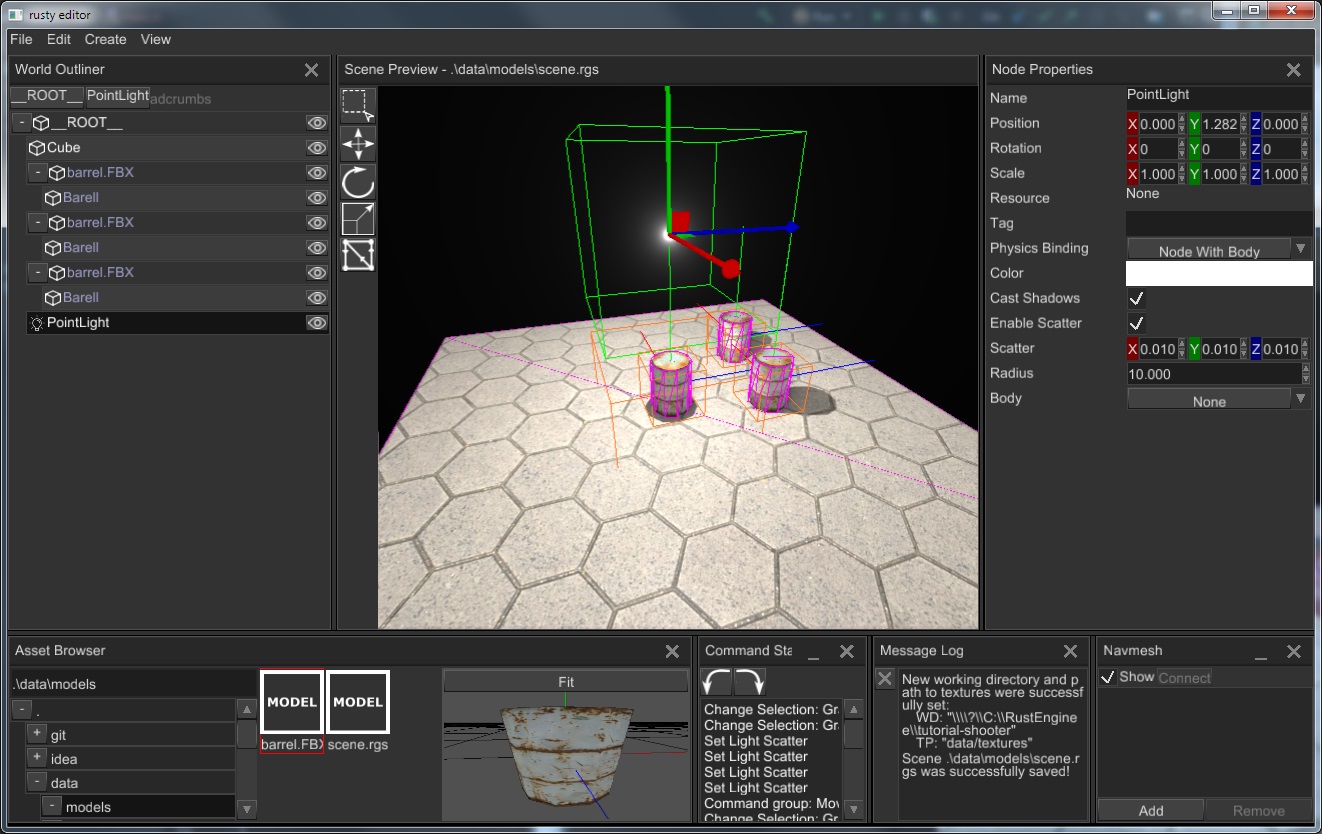 rusty editor
File Edit Create View
World Outliner
__ROOT__ PointLight adcrumbs
- __ROOT__
Cube
- barrel.FBX
Barell
- barrel.FBX
Barell
- barrel.FBX
Barell
PointLight
Scene Preview - .\data\models\scene.rgs
Node Properties
Name PointLight
Position X 0.000 Y 1.282 Z 0.000
Rotation X 0 Y 0 Z 0
Scale X 1.000 Y 1.000 Z 1.000
Resource None
Tag
Physics Binding Node With Body
Color
Cast Shadows
Enable Scatter
Scatter X 0.010 Y 0.010 Z 0.010
Radius 10.000
Body None
Asset Browser
.\data\models
- .
+ git
+ idea
- data
- models
MODEL MODEL
barrel.FBX scene.rgs
Fit
Command Sta
Change Selection: Gra
Change Selection: Gra
Set Light Scatter
Set Light Scatter
Set Light Scatter
Set Light Scatter
Command group: Mov
Change Selection: Gr
Message Log
New working directory and p
ath to textures were successf
ully set:
WD: "\\\\?\\C:\\RustEngine
e\\tutorial-shooter"
TP: "data/textures"
Scene .\data\models\scene.r
gs was successfully saved!
Navmesh
Show Connect
Add Remove